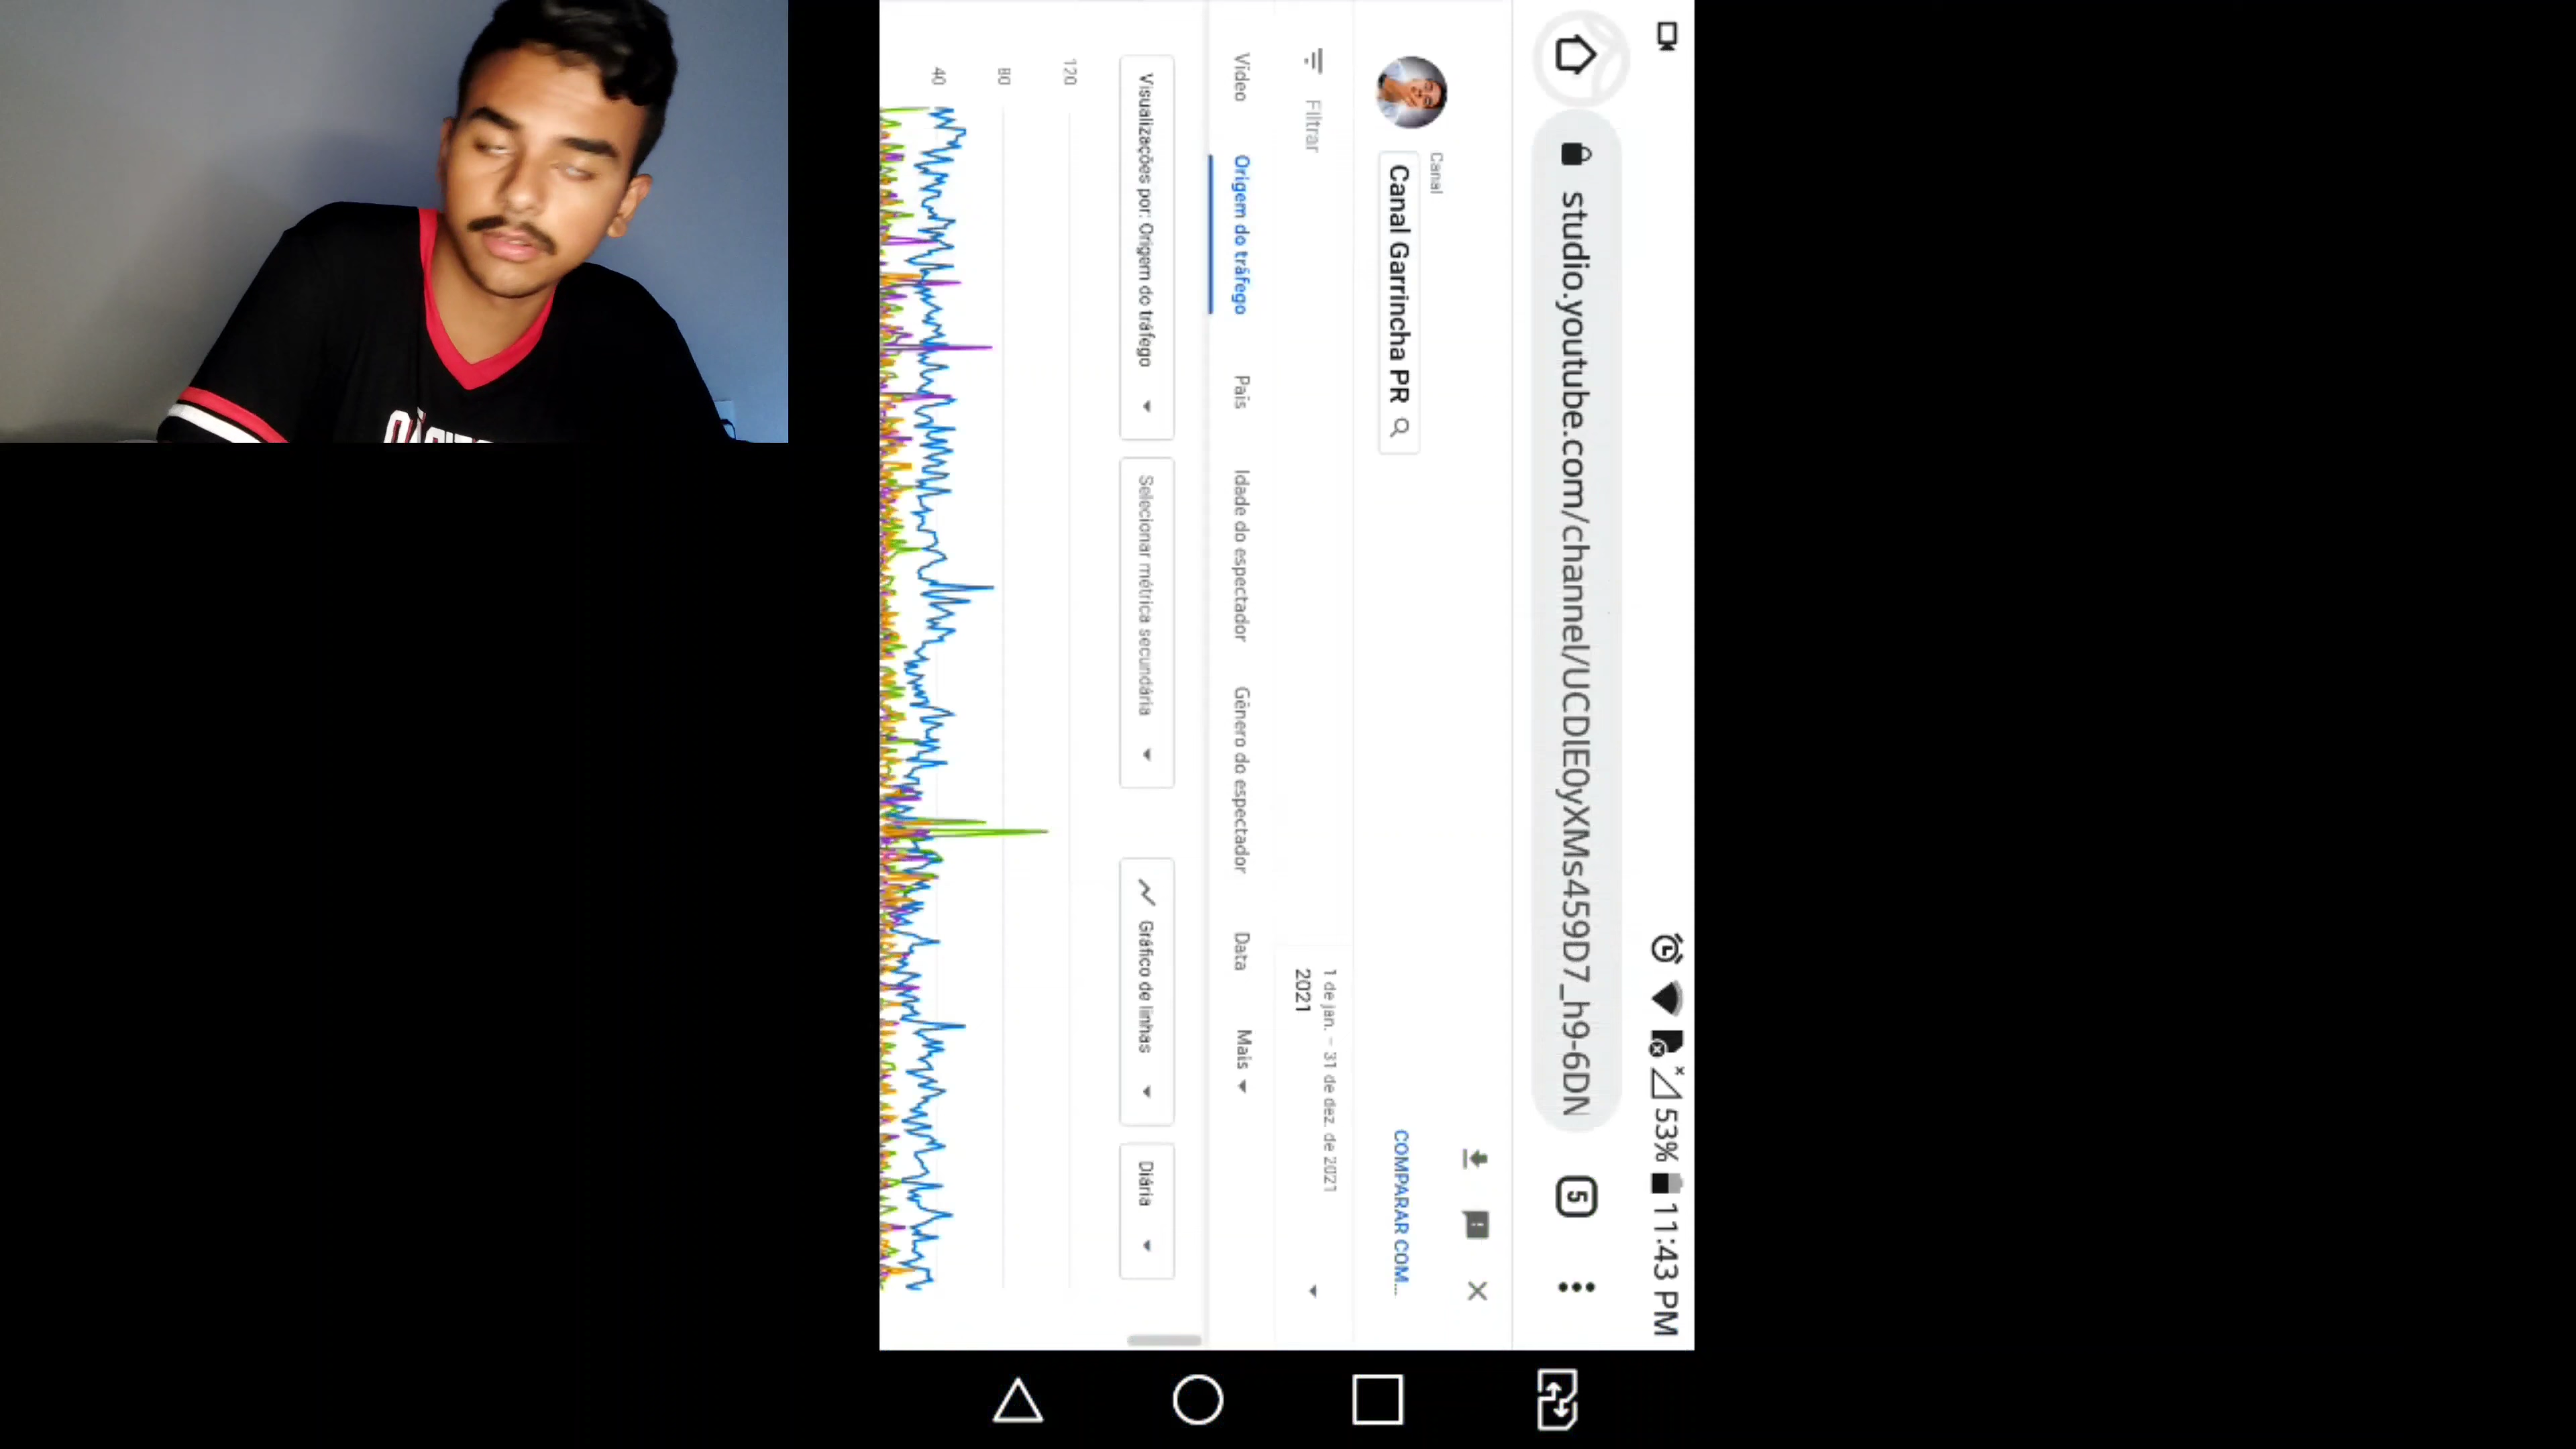 11:43 PM
53%
studio.youtube.com/channel/UCDIE0yXMs459D7_h9-6DN
5
Canal
Canal Garrincha PR
COMPARAR COM...
Filtrar
1 de jan. – 31 de dez. de 2021
2021
Vídeo Origem do tráfego País Idade do espectador Gênero do espectador Data Mais
Visualizações por: Origem do tráfego Selecionar métrica secundária Gráfico de linhas Diária
120
80
40